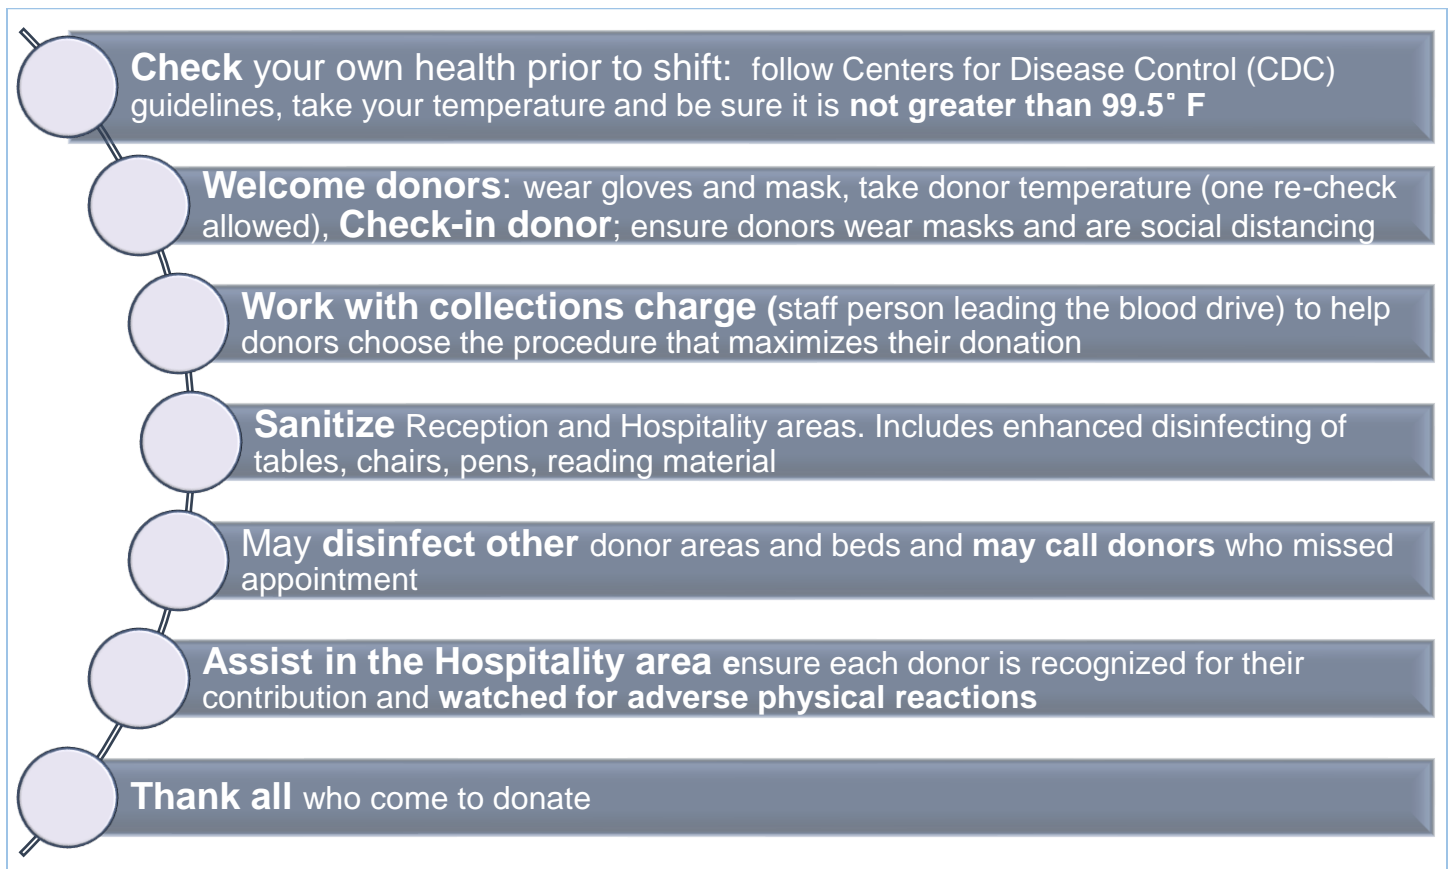 Check your own health prior to shift: follow Centers for Disease Control (CDC)
guidelines, take your temperature and be sure it is not greater than 99.5˚ F
Welcome donors: wear gloves and mask, take donor temperature (one re-check
allowed), Check-in donor; ensure donors wear masks and are social distancing
Work with collections charge (staff person leading the blood drive) to help
donors choose the procedure that maximizes their donation
Sanitize Reception and Hospitality areas. Includes enhanced disinfecting of
tables, chairs, pens, reading material
May disinfect other donor areas and beds and may call donors who missed
appointment
Assist in the Hospitality area ensure each donor is recognized for their
contribution and watched for adverse physical reactions
Thank all who come to donate